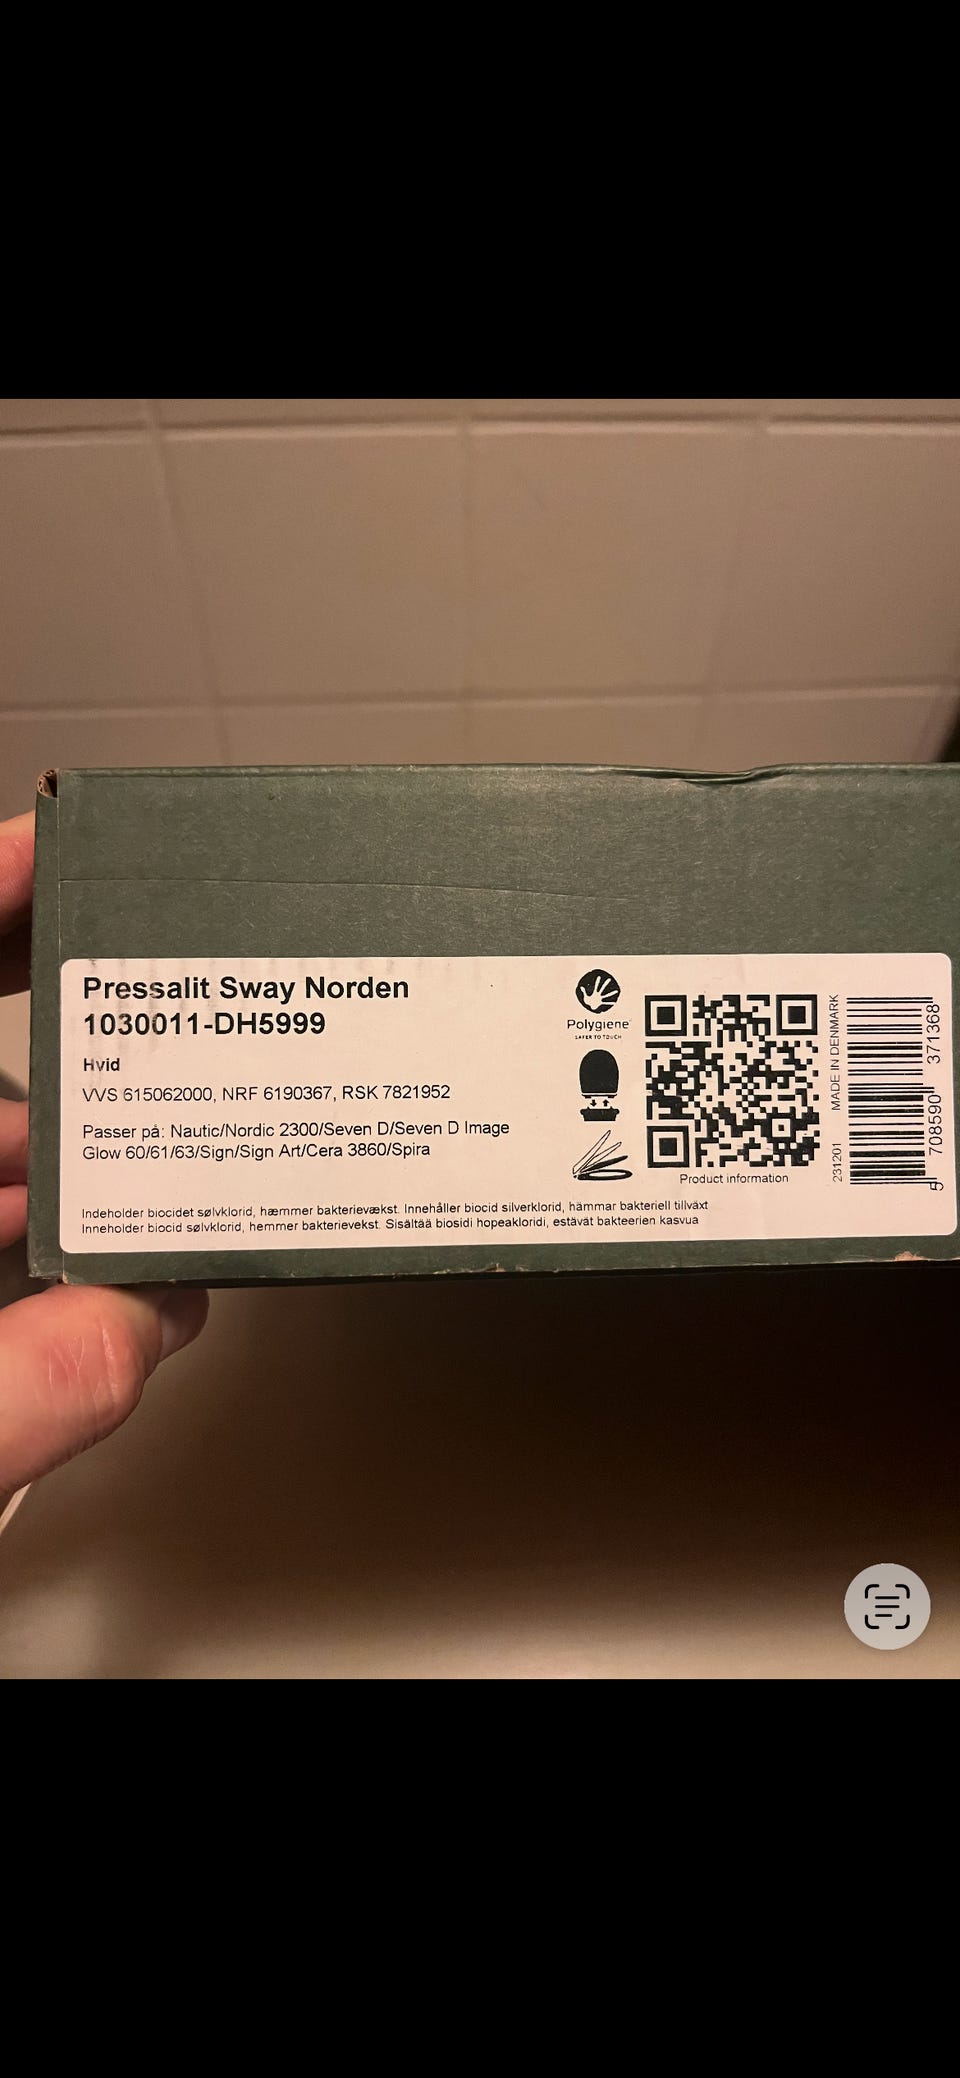 Pressalit Sway Norden
1030011-DH5999
Hvid
VVS 615062000, NRF 6190367, RSK 7821952
Passer på: Nautic/Nordic 2300/Seven D/Seven D Image
Glow 60/61/63/Sign/Sign Art/Cera 3860/Spira
Indeholder biocidet sølvklorid, hæmmer bakterievækst. Innehåller biocid silverklorid, hämmar bakteriell tillväxt
Inneholder biocid sølvklorid, hemmer bakterievekst. Sisältää biosidi hopeakloridi, estävät bakteerien kasvua
Polygiene
SAFER TO TOUCH
Product information
231201 MADE IN DENMARK
5 708590 371368